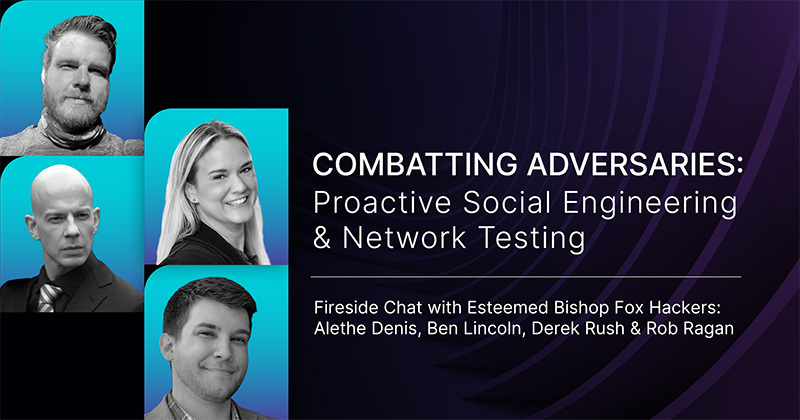 COMBATTING ADVERSARIES:
Proactive Social Engineering
& Network Testing
Fireside Chat with Esteemed Bishop Fox Hackers:
Alethe Denis, Ben Lincoln, Derek Rush & Rob Ragan